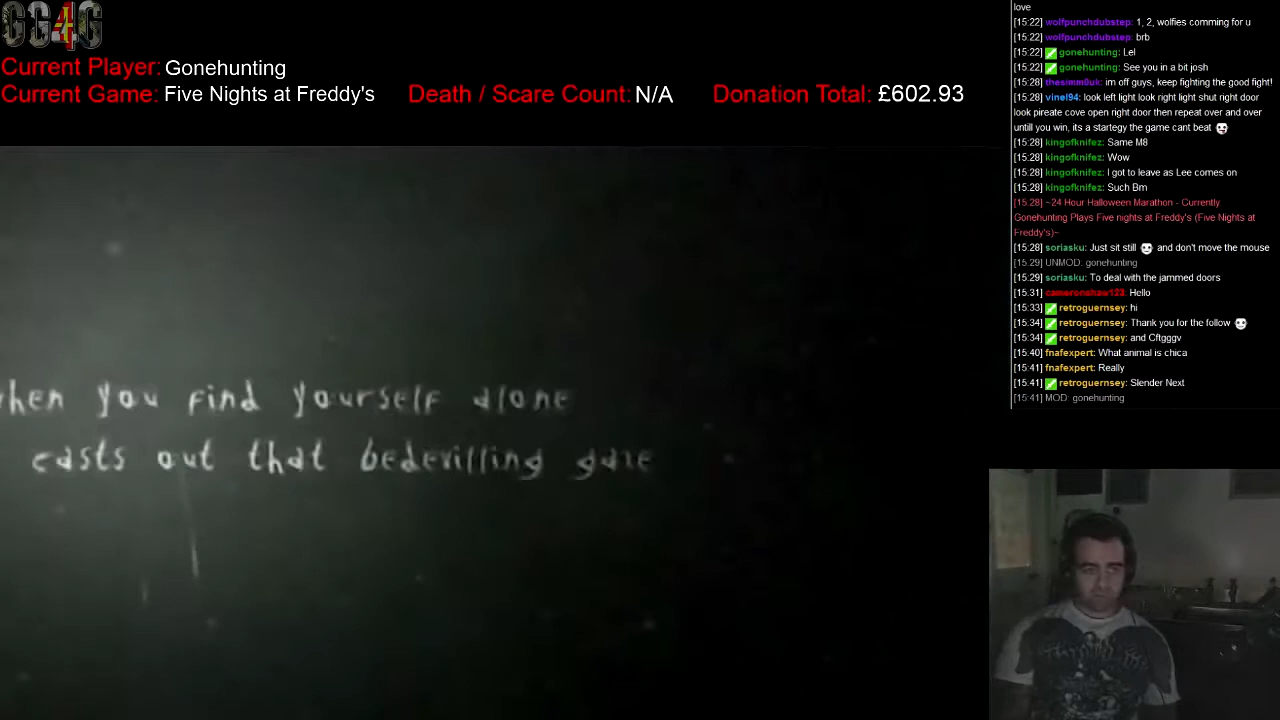 GG4G
Current Player: Gonehunting
Current Game: Five Nights at Freddy's
Death / Scare Count: N/A
Donation Total: £602.93
when you find yourself alone
casts out that bedevilling gaze
love
[15:22] wolfpunchdubstep: 1, 2, wolfies comming for u
[15:22] wolfpunchdubstep: brb
[15:22] gonehunting: Lel
[15:22] gonehunting: See you in a bit josh
[15:28] thesimm0uk: im off guys, keep fighting the good fight!
[15:28] vinel94: look left light look right light shut right door
look pireate cove open right door then repeat over and over
untill you win, its a startegy the game cant beat
[15:28] kingofknifez: Same M8
[15:28] kingofknifez: Wow
[15:28] kingofknifez: I got to leave as Lee comes on
[15:28] kingofknifez: Such Bm
[15:28] ~24 Hour Halloween Marathon - Currently
Gonehunting Plays Five nights at Freddy's (Five Nights at
Freddy's)~
[15:28] soriasku: Just sit still and don't move the mouse
[15:29] UNMOD: gonehunting
[15:29] soriasku: To deal with the jammed doors
[15:31] cameronshaw123: Hello
[15:33] retroguernsey: hi
[15:34] retroguernsey: Thank you for the follow
[15:34] retroguernsey: and Cftgggv
[15:40] fnafexpert: What animal is chica
[15:41] fnafexpert: Really
[15:41] retroguernsey: Slender Next
[15:41] MOD: gonehunting